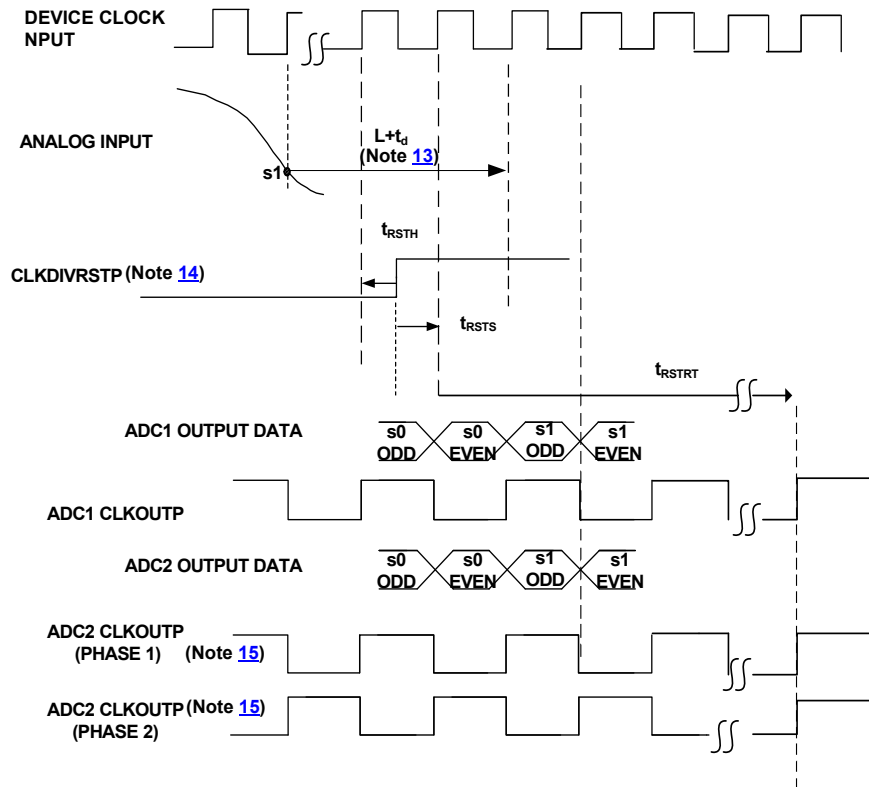 DEVICE CLOCK
NPUT
ANALOG INPUT
s1
L+td
(Note 13)
tRSTH
CLKDIVRSTP (Note 14)
tRSTS
tRSTRT
ADC1 OUTPUT DATA
s0 s0 s1 s1
ODD EVEN ODD EVEN
ADC1 CLKOUTP
ADC2 OUTPUT DATA
s0 s0 s1 s1
ODD EVEN ODD EVEN
ADC2 CLKOUTP
(PHASE 1) (Note 15)
ADC2 CLKOUTP (Note 15)
(PHASE 2)